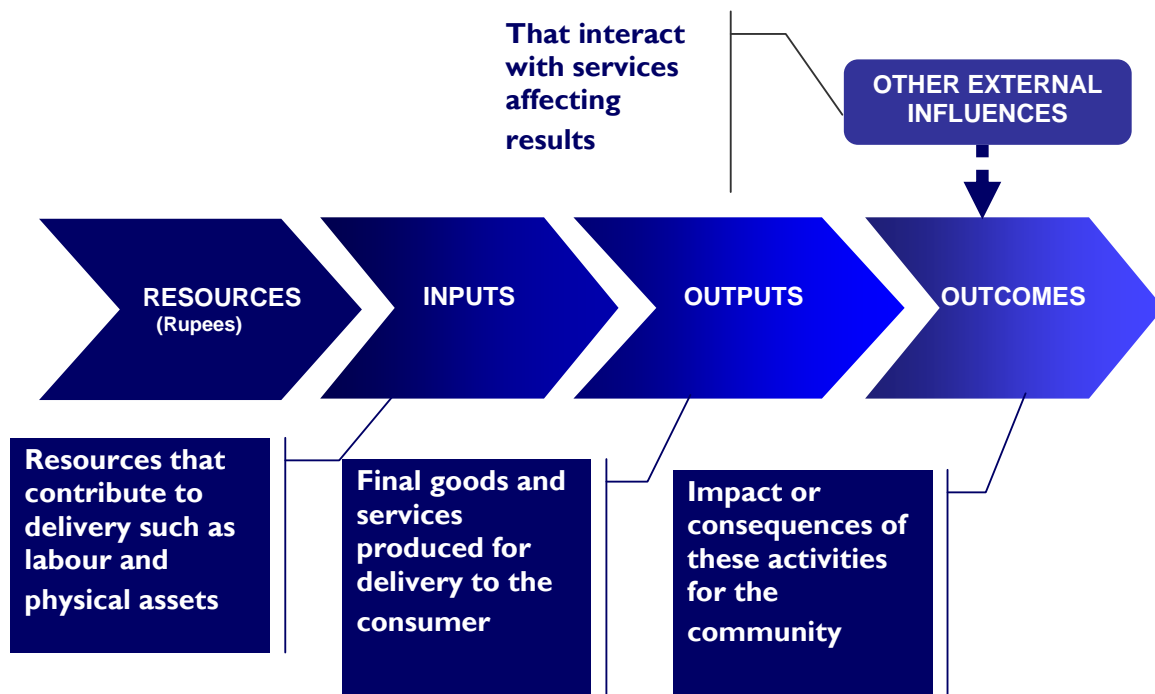 That interact
with services
affecting
results
OTHER EXTERNAL
INFLUENCES
RESOURCES
(Rupees)
INPUTS
OUTPUTS
OUTCOMES
Resources that
contribute to
delivery such as
labour and
physical assets
Final goods and
services
produced for
delivery to the
consumer
Impact or
consequences of
these activities
for the
community